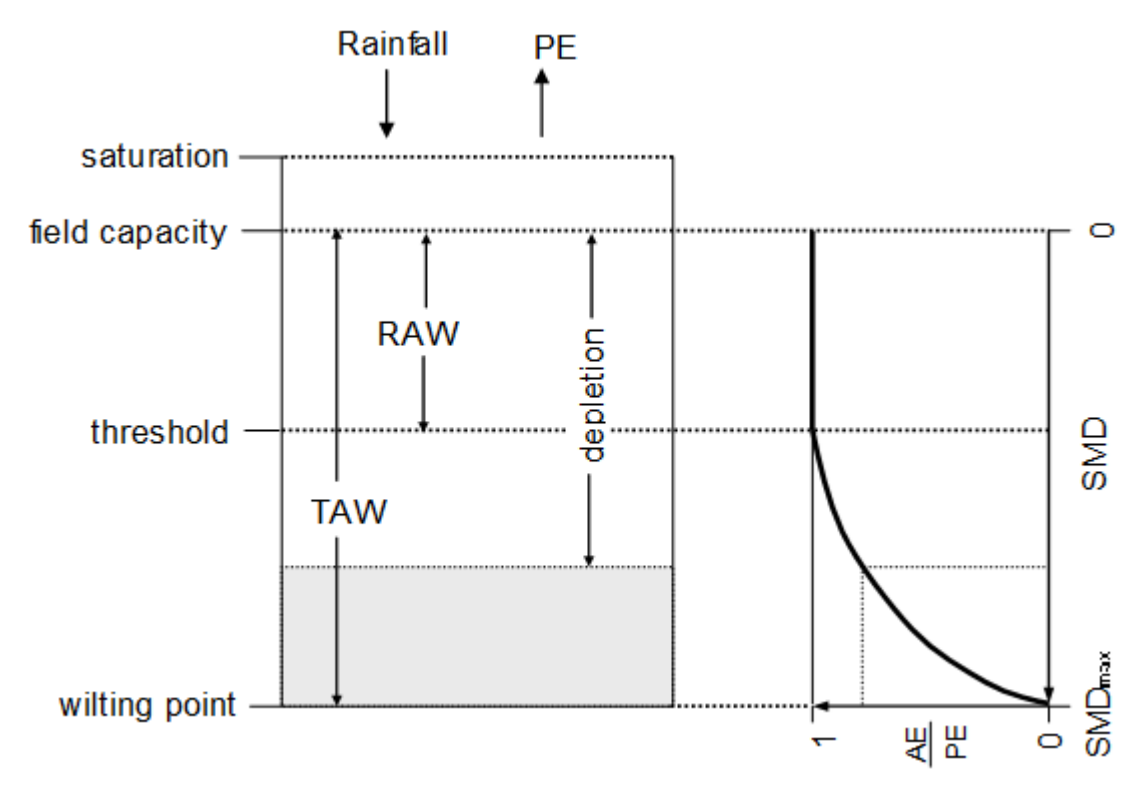 Rainfall
PE
saturation
field capacity
0
RAW
depletion
threshold
SMD
TAW
wilting point
1
AE
PE
0
SMDmax